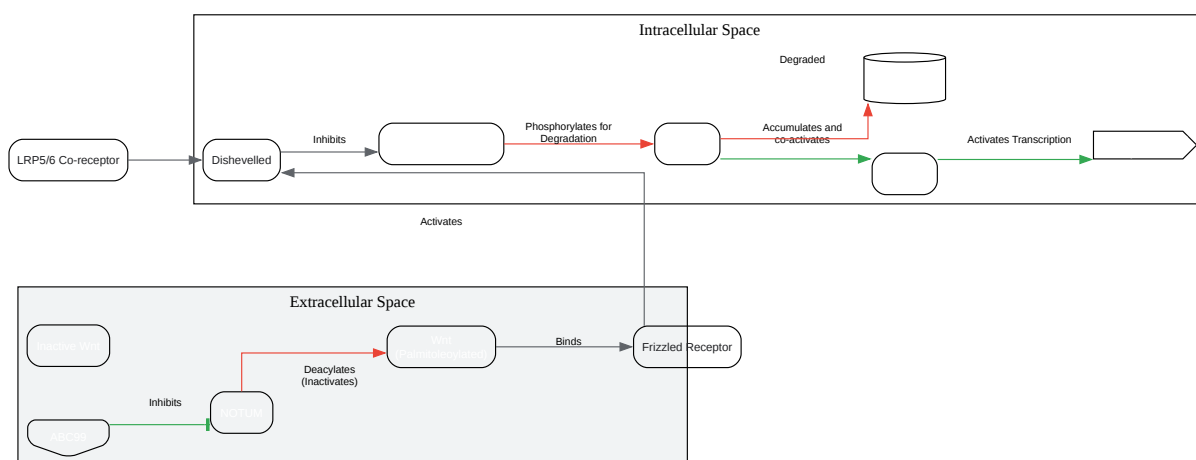 Intracellular Space
Degraded
LRP5/6 Co-receptor
Dishevelled
Inhibits
Phosphorylates for
Degradation
Accumulates and
co-activates
Activates Transcription
Activates
Extracellular Space
Inactive Wnt
Wnt
(Palmitoleoylated)
Binds
Frizzled Receptor
Deacylates
(Inactivates)
Inhibits
NOTUM
ABC99